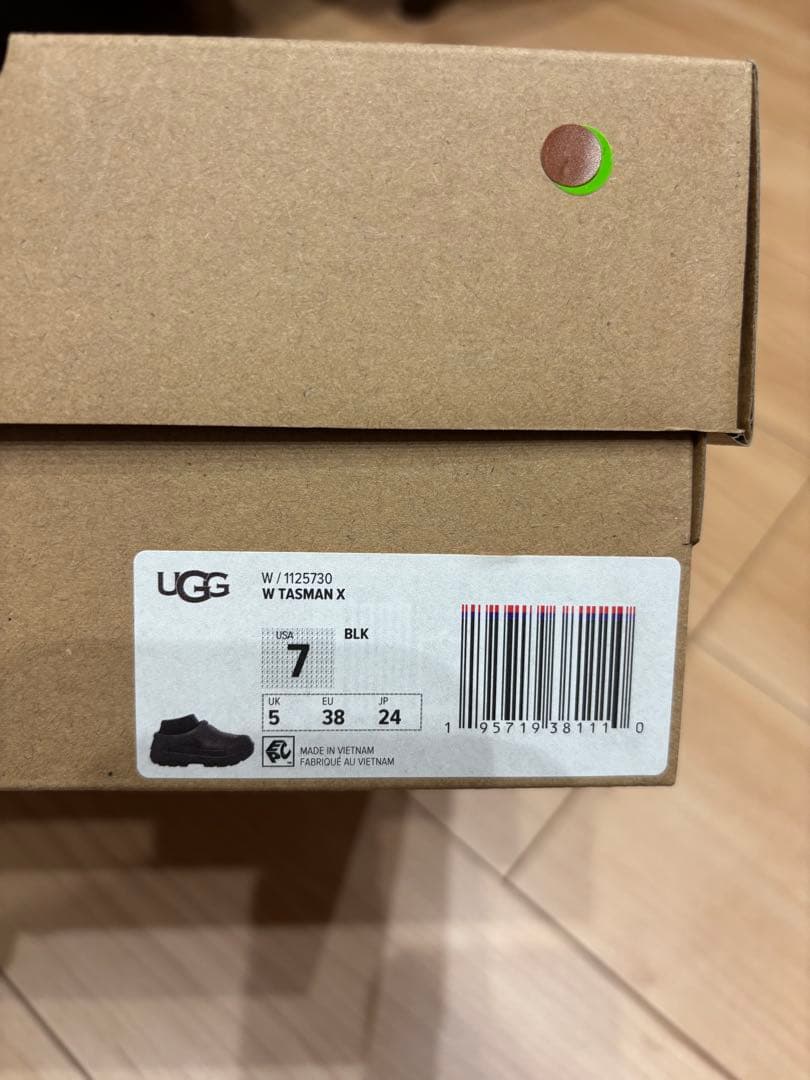 UGG
W / 1125730
W TASMAN X
USA
7
BLK
UK EU JP
5 38 24
MADE IN VIETNAM
FABRIQUÉ AU VIETNAM
1 95719 38111 0